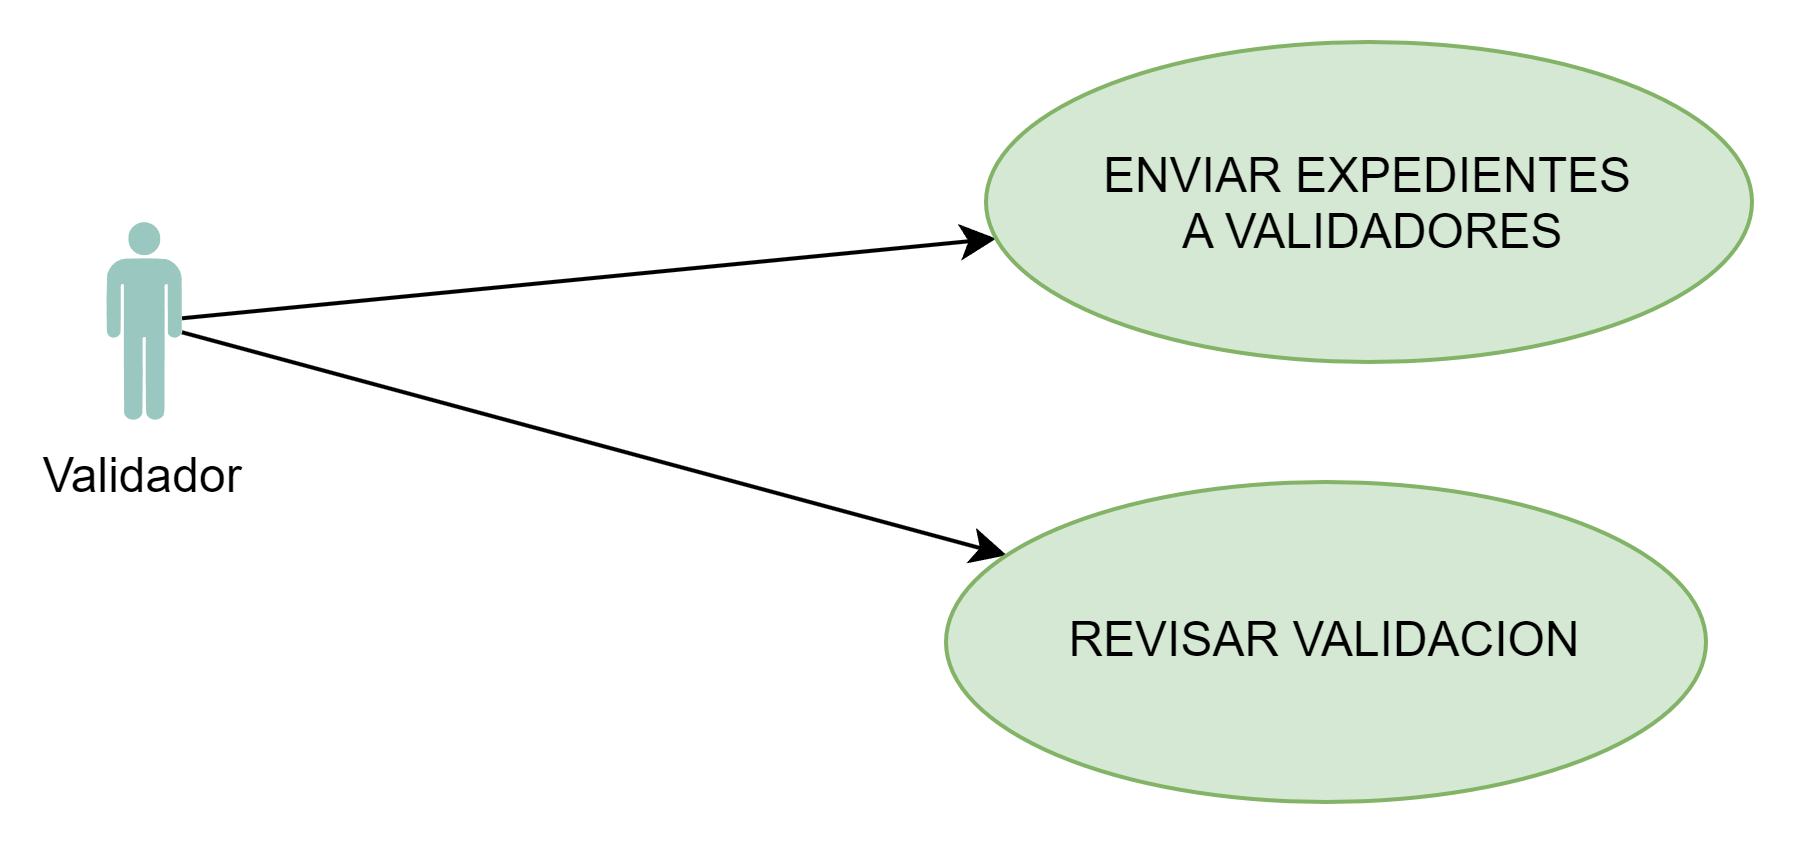 ENVIAR EXPEDIENTES
A VALIDADORES
Validador
REVISAR VALIDACION